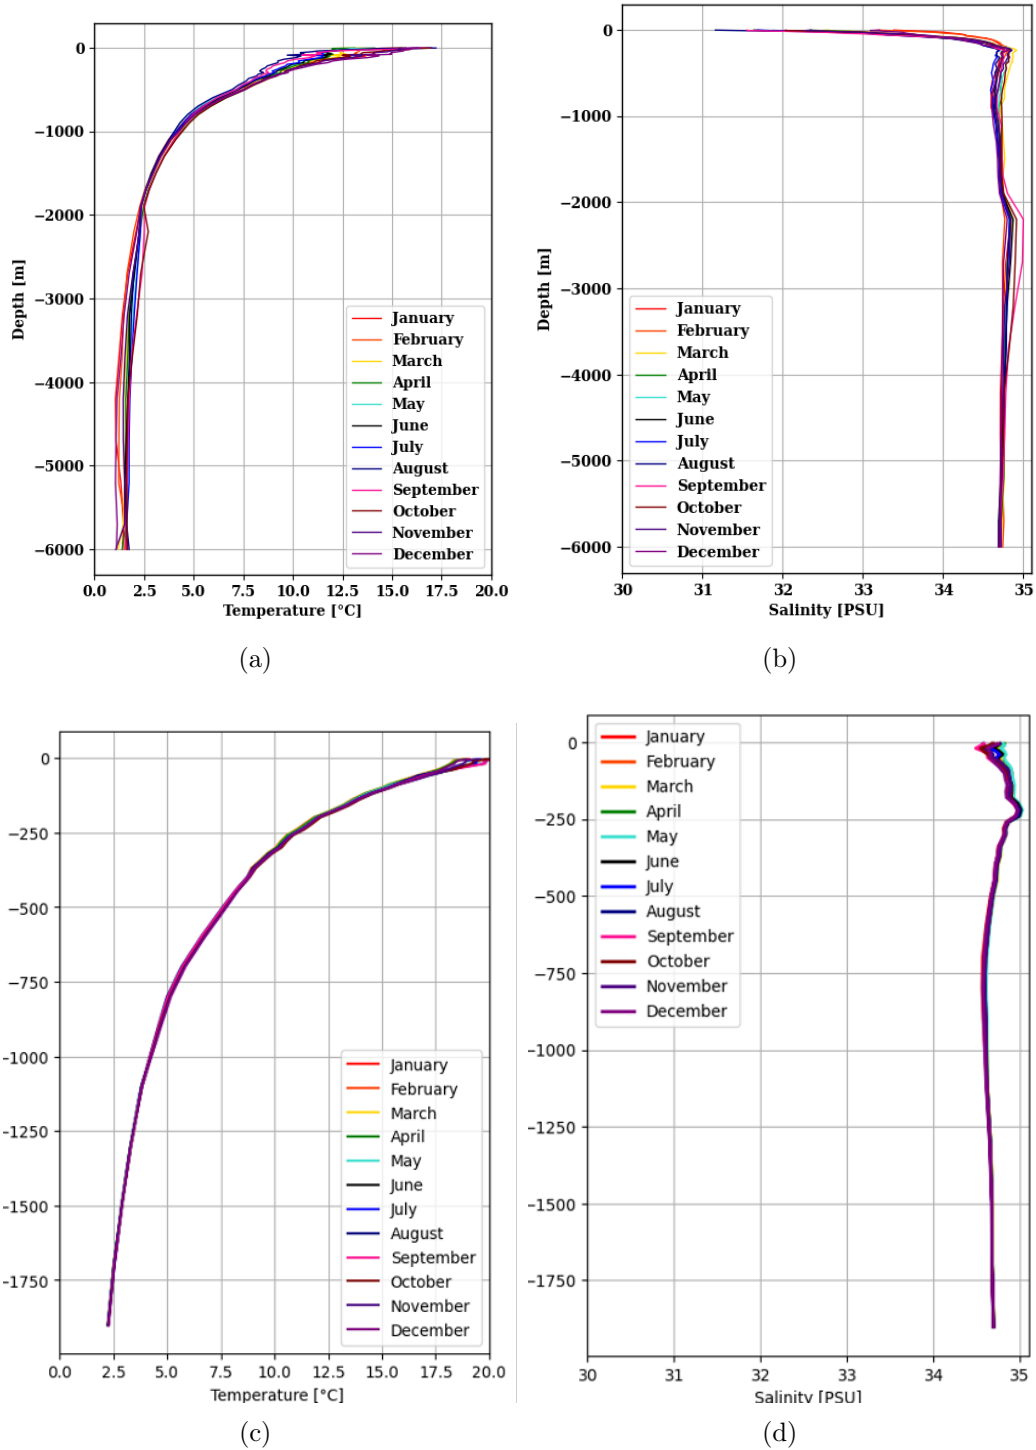 0
−1000
−2000
−3000
−4000
−5000
−6000
Depth [m]
0.0 2.5 5.0 7.5 10.0 12.5 15.0 17.5 20.0
Temperature [°C]
January
February
March
April
May
June
July
August
September
October
November
December
(a)
0
−1000
−2000
−3000
−4000
−5000
−6000
Depth [m]
30 31 32 33 34 35
Salinity [PSU]
January
February
March
April
May
June
July
August
September
October
November
December
(b)
0
−250
−500
−750
−1000
−1250
−1500
−1750
0.0 2.5 5.0 7.5 10.0 12.5 15.0 17.5 20.0
Temperature [°C]
January
February
March
April
May
June
July
August
September
October
November
December
(c)
0
−250
−500
−750
−1000
−1250
−1500
−1750
30 31 32 33 34 35
Salinity [PSU]
January
February
March
April
May
June
July
August
September
October
November
December
(d)